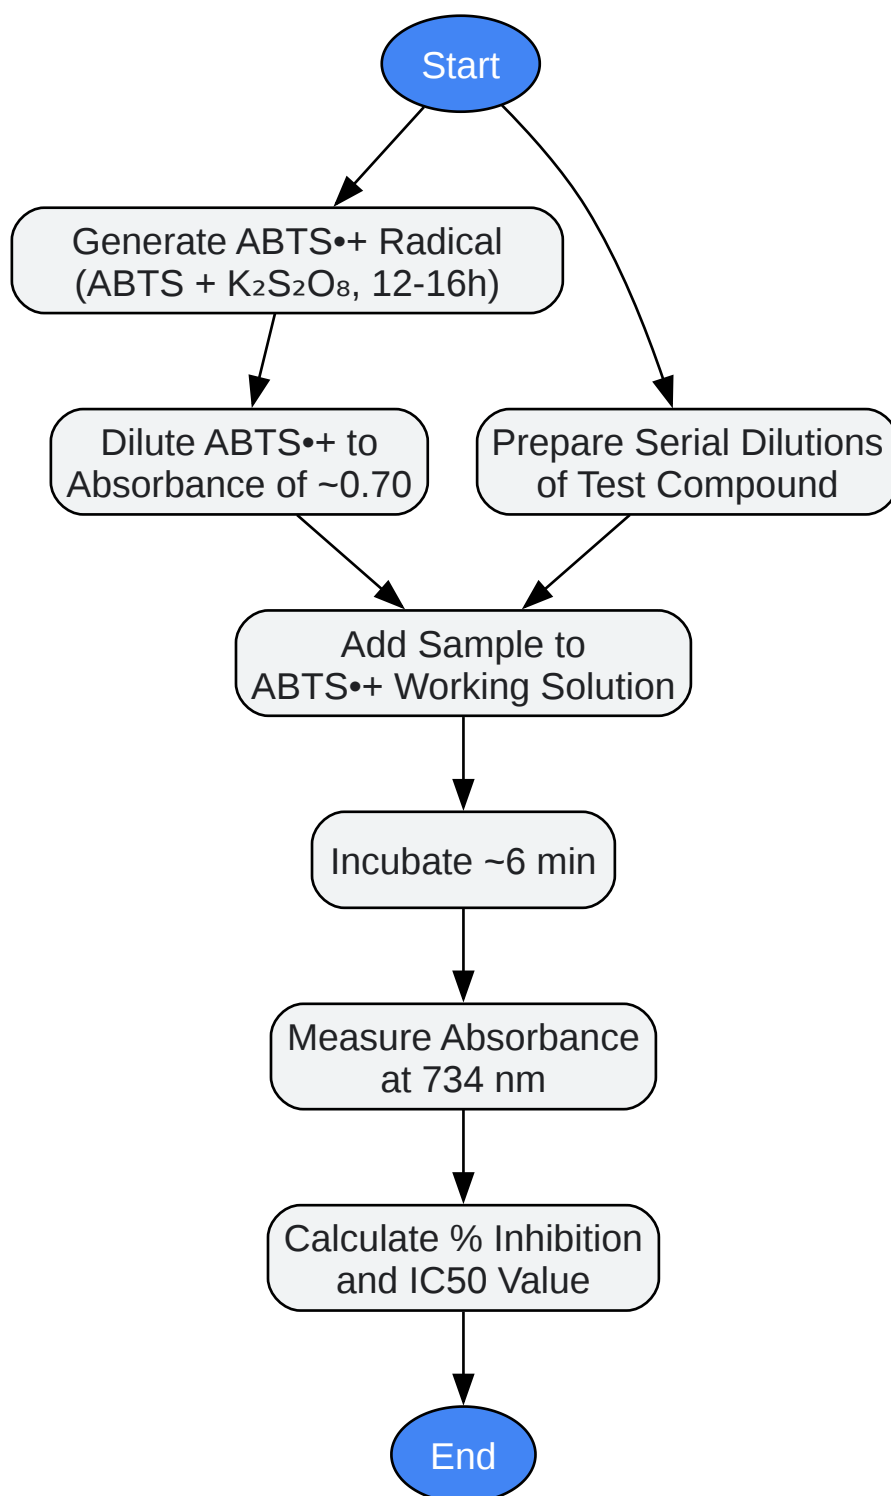 Start
Generate ABTS•+ Radical
(ABTS + K₂S₂O₈, 12-16h)
Dilute ABTS•+ to
Absorbance of ~0.70
Prepare Serial Dilutions
of Test Compound
Add Sample to
ABTS•+ Working Solution
Incubate ~6 min
Measure Absorbance
at 734 nm
Calculate % Inhibition
and IC50 Value
End